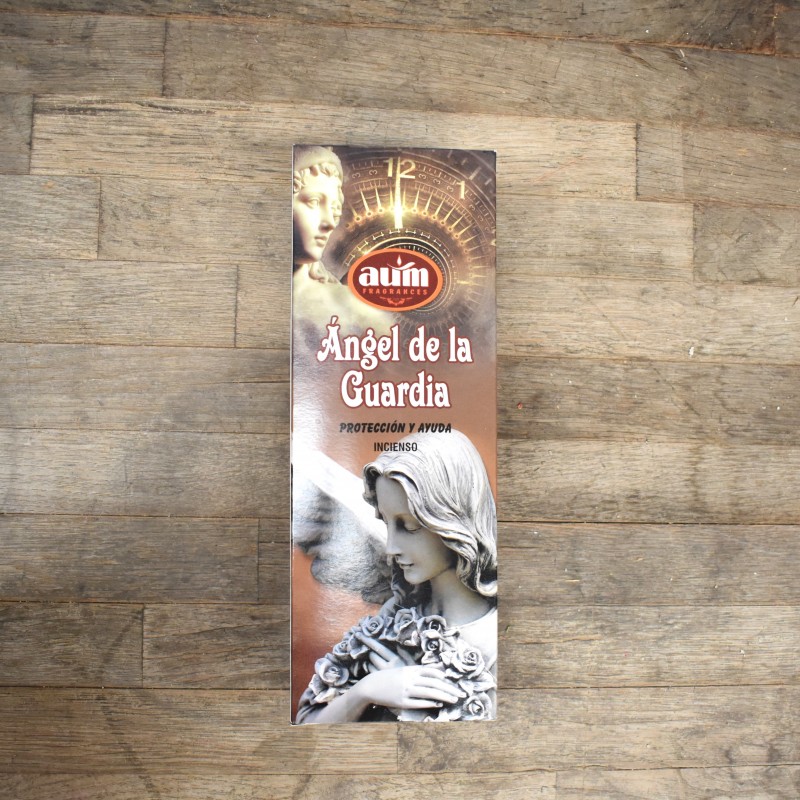 12
1
aum
FRAGRANCES
Ángel de la
Guardia
PROTECCIÓN Y AYUDA
INCIENSO